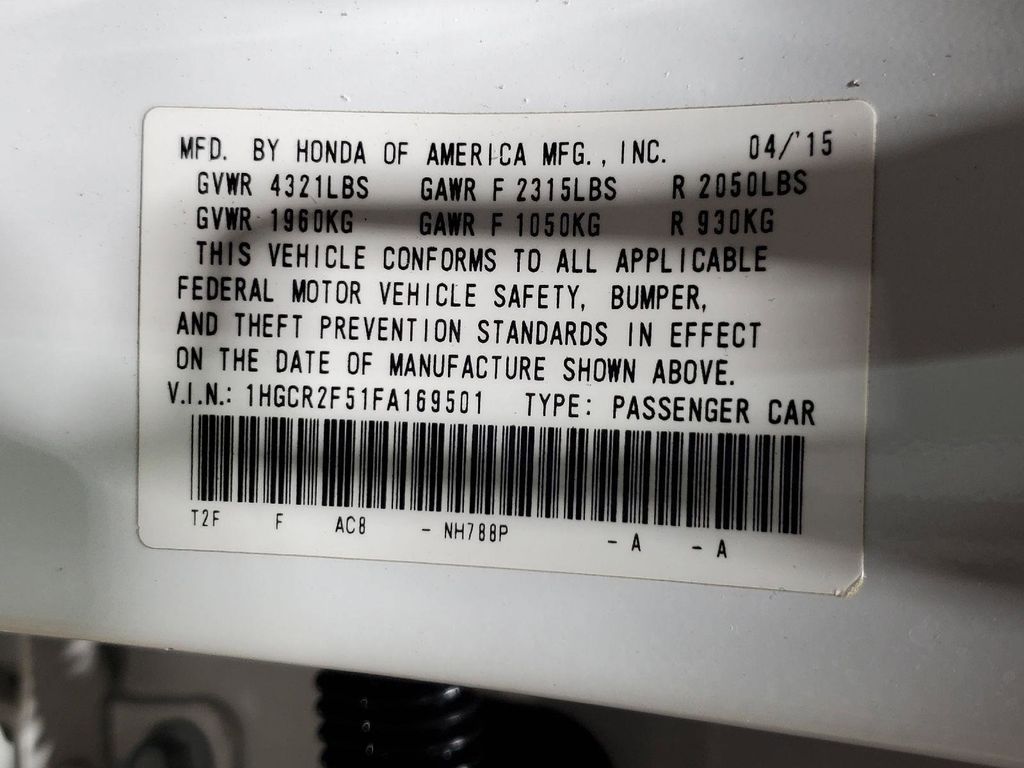 MFD. BY HONDA OF AMERICA MFG., INC. 04/'15
GVWR 4321LBS GAWR F 2315LBS R 2050LBS
GVWR 1960KG GAWR F 1050KG R 930KG
THIS VEHICLE CONFORMS TO ALL APPLICABLE
FEDERAL MOTOR VEHICLE SAFETY, BUMPER,
AND THEFT PREVENTION STANDARDS IN EFFECT
ON THE DATE OF MANUFACTURE SHOWN ABOVE.
V.I.N.: 1HGCR2F51FA169501 TYPE: PASSENGER CAR
T2F F AC8 - NH788P - A - A